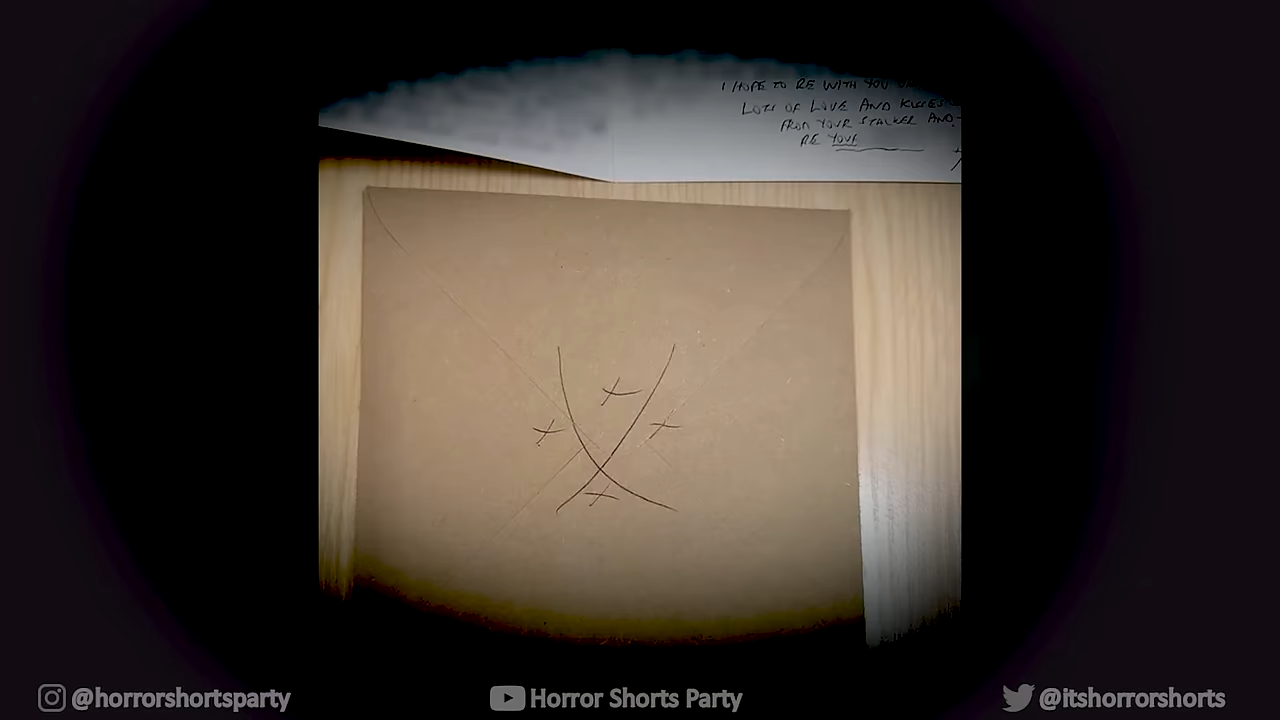 I HOPE TO BE WITH YOU
LOTS OF LOVE AND KISSES
FROM YOUR STALKER AND
BE YOUR
@horrorshortsparty
Horror Shorts Party
@itshorrorshorts